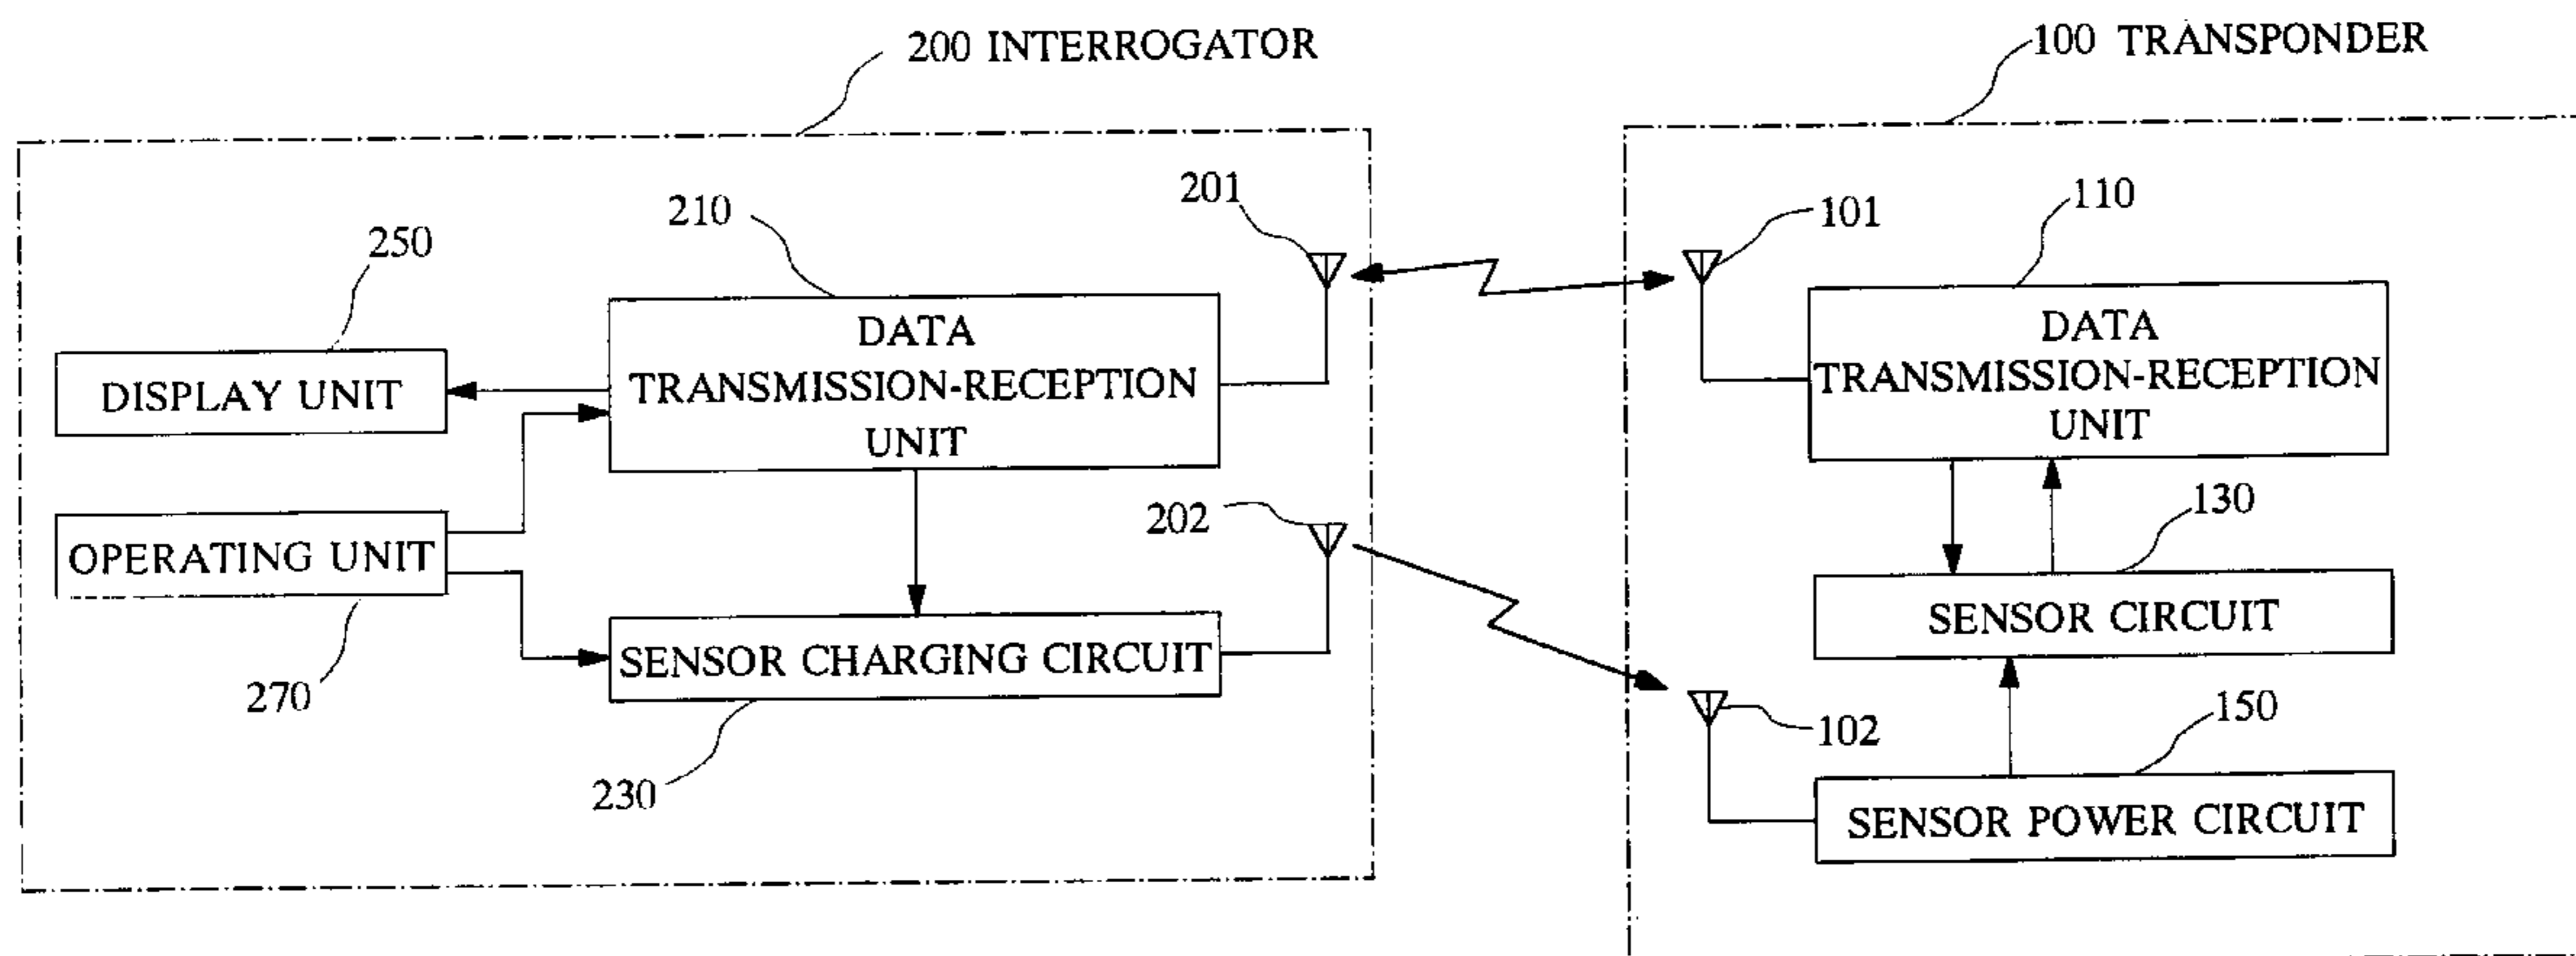 200 INTERROGATOR
100 TRANSPONDER
201
210
250
DATA
TRANSMISSION-RECEPTION
UNIT
DISPLAY UNIT
OPERATING UNIT
270
202
SENSOR CHARGING CIRCUIT
230
101
110
DATA
TRANSMISSION-RECEPTION
UNIT
130
SENSOR CIRCUIT
102
150
SENSOR POWER CIRCUIT